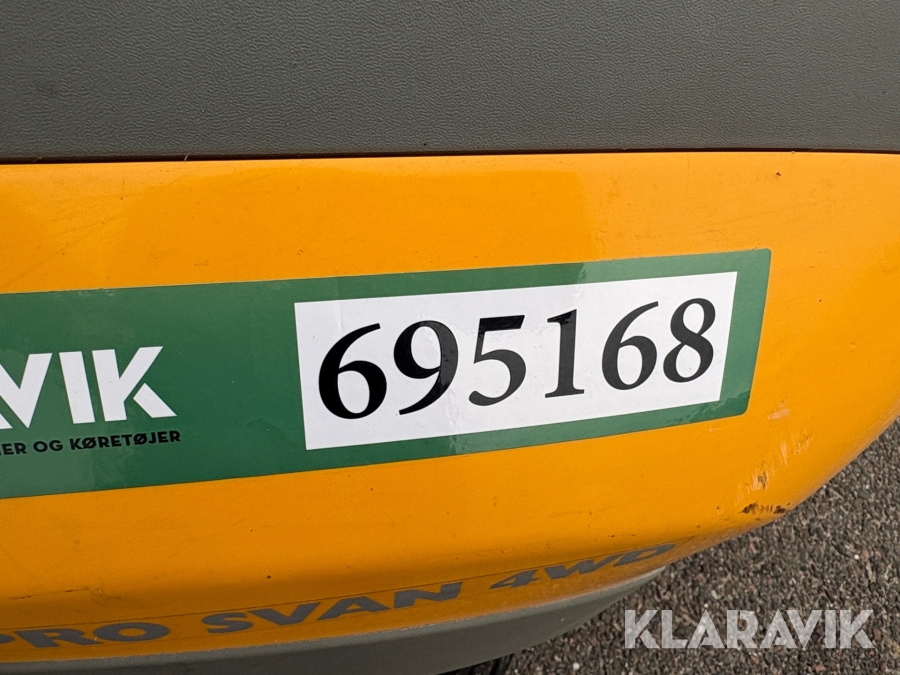 695168
VIK
ER OG KØRETØJER
PRO SVAN 4WD
KLARAVIK